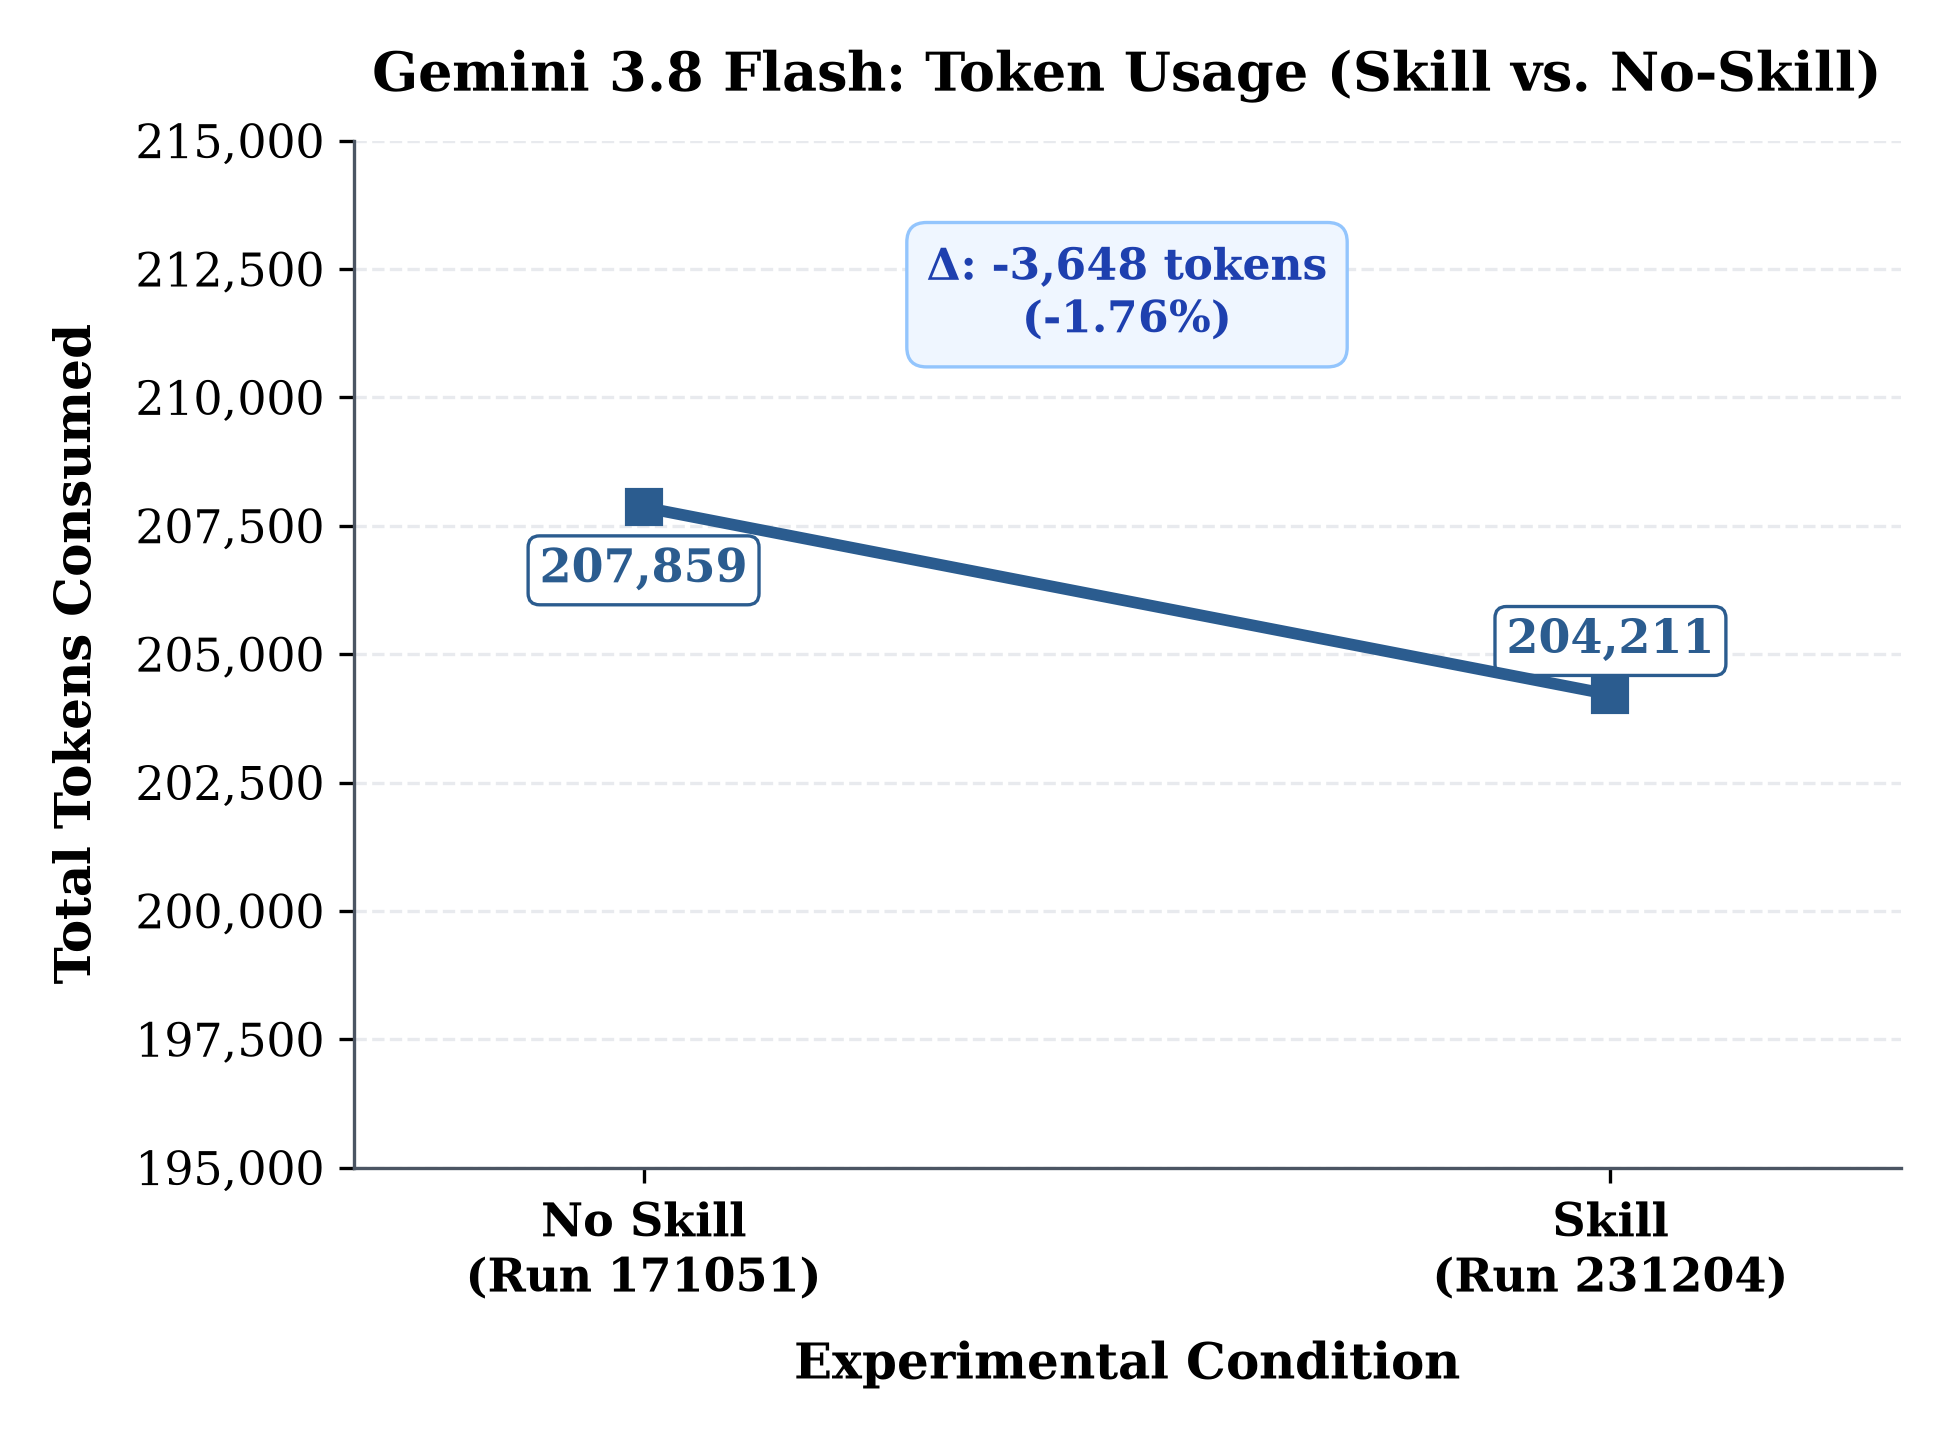 Gemini 3.8 Flash: Token Usage (Skill vs. No-Skill)
215,000
212,500
210,000
207,500
205,000
202,500
200,000
197,500
195,000
Total Tokens Consumed
Δ: -3,648 tokens
(-1.76%)
207,859
204,211
No Skill
(Run 171051)
Skill
(Run 231204)
Experimental Condition